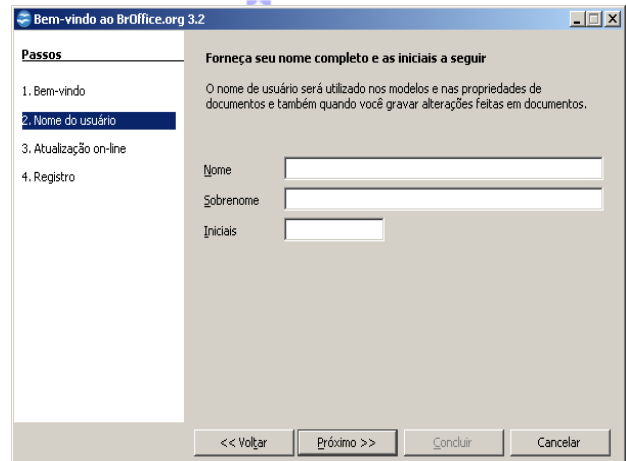 Bem-vindo ao BrOffice.org 3.2
Passos
1. Bem-vindo
2. Nome do usuário
3. Atualização on-line
4. Registro
Forneça seu nome completo e as iniciais a seguir
O nome de usuário será utilizado nos modelos e nas propriedades de
documentos e também quando você gravar alterações feitas em documentos.
Nome
Sobrenome
Iniciais
<< Voltar
Próximo >>
Concluir
Cancelar